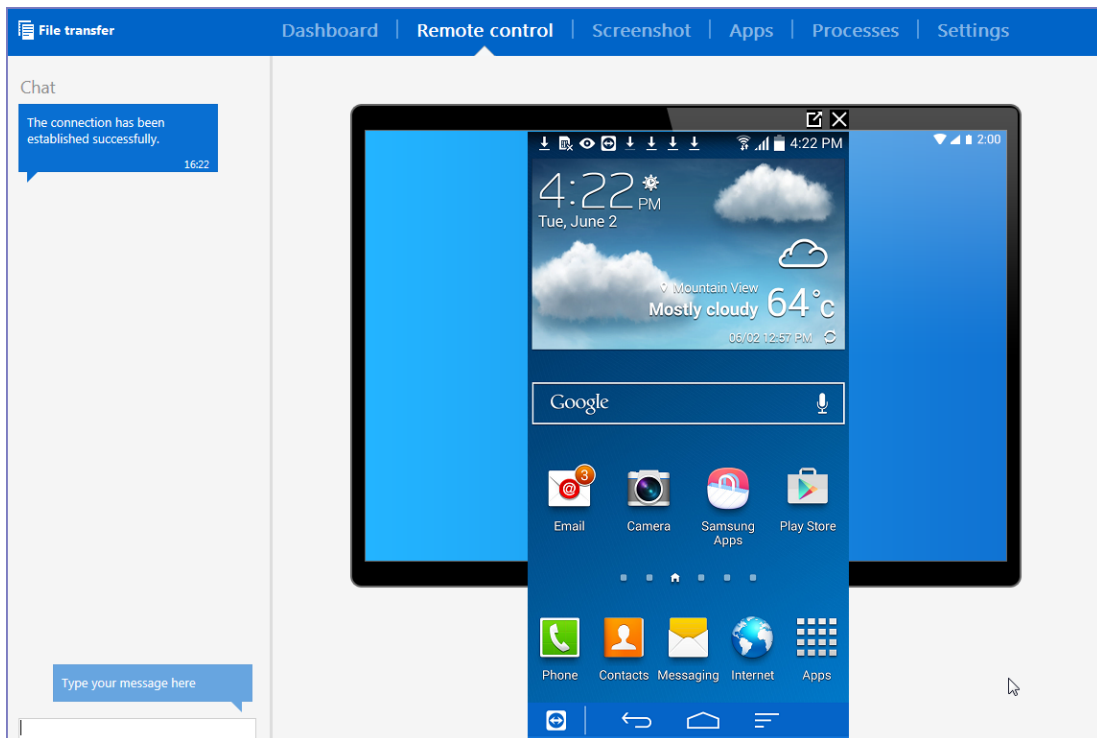 File transfer
Dashboard | Remote control | Screenshot | Apps | Processes | Settings
Chat
The connection has been
established successfully.
16:22
4:22 PM
2:00
4:22 PM
Tue, June 2
Mountain View
Mostly cloudy 64°C
06/02 12:57 PM
Google
3
@
Email Camera Samsung Apps Play Store
Phone Contacts Messaging Internet Apps
Type your message here